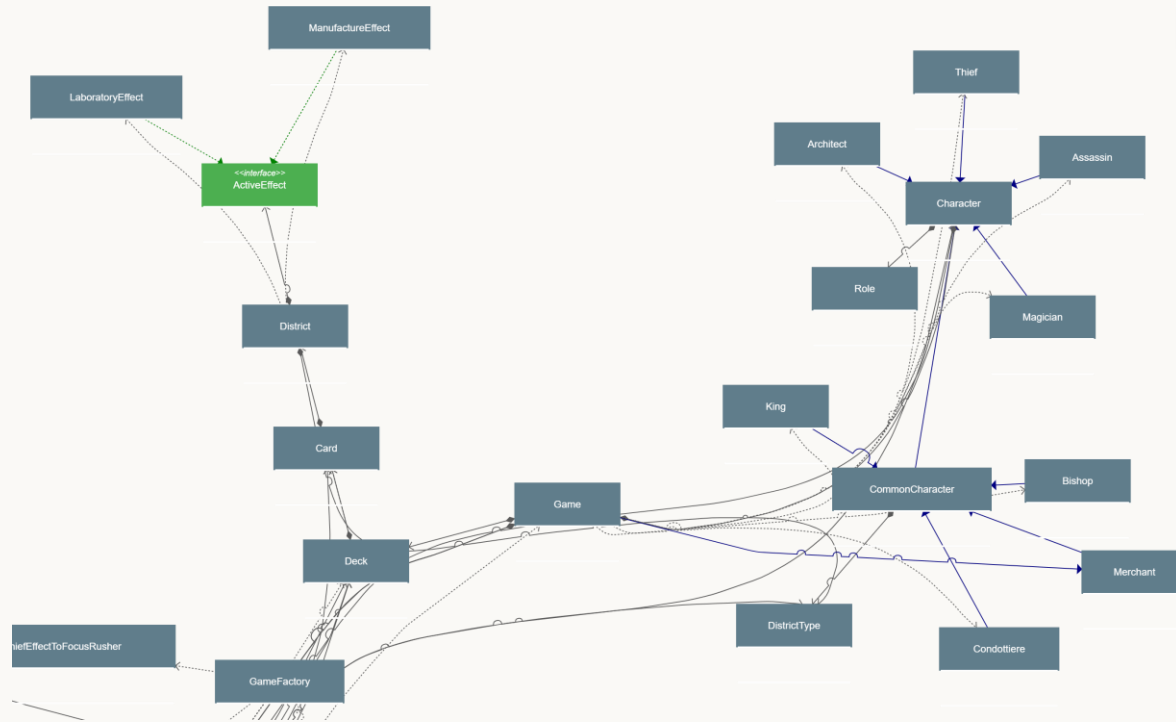 ManufactureEffect
Thief
LaboratoryEffect
Architect
Assassin
<<interface>>
ActiveEffect
Character
Role
Magician
District
King
Card
CommonCharacter
Bishop
Game
Deck
Merchant
DistrictType
hiefEffectToFocusRusher
Condottiere
GameFactory